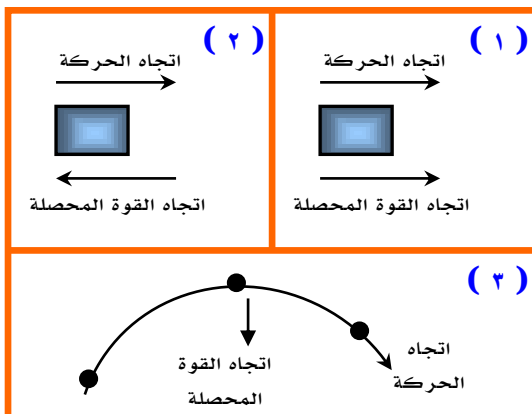 ( ١ )
اتجاه الحركة
اتجاه القوة المحصلة
( ٢ )
اتجاه الحركة
اتجاه القوة المحصلة
( ٣ )
اتجاه القوة
المحصلة
اتجاه
الحركة